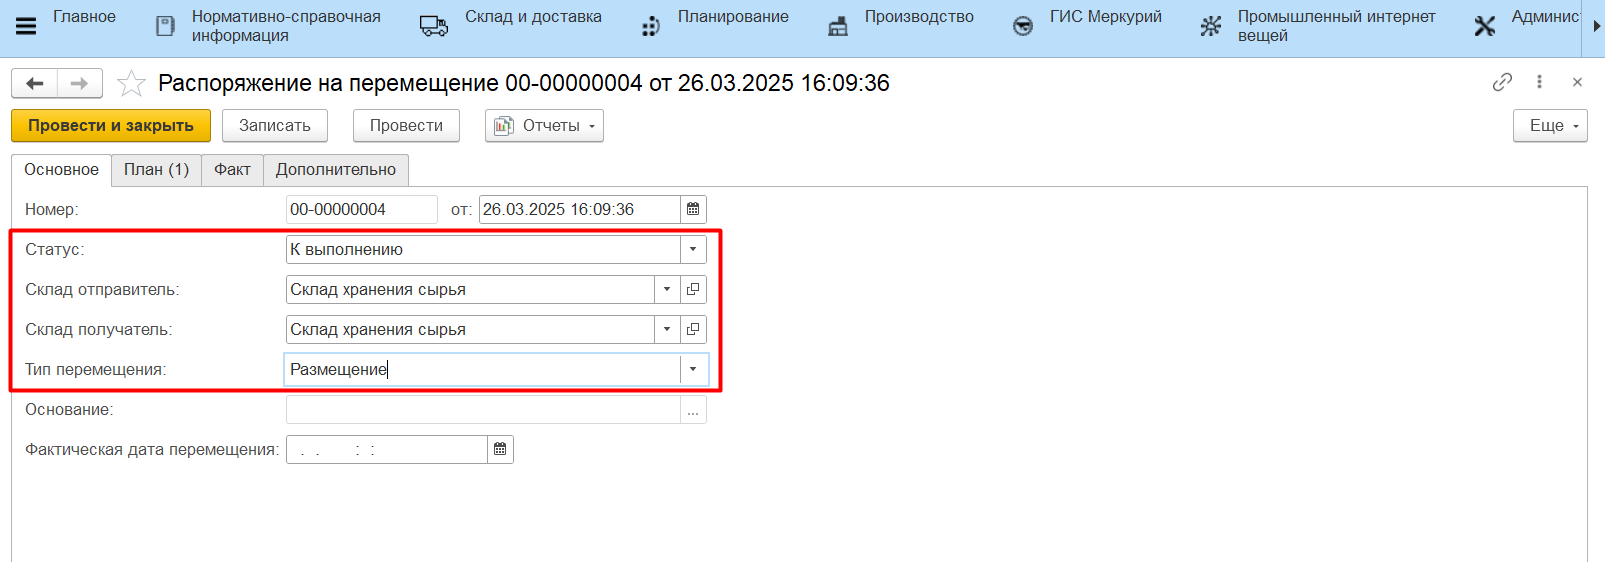 Главное
Нормативно-справочная
информация
Склад и доставка
Планирование
Производство
ГИС Меркурий
Промышленный интернет
вещей
Админис
Распоряжение на перемещение 00-00000004 от 26.03.2025 16:09:36
Провести и закрыть
Записать
Провести
Отчеты
Еще
Основное
План (1)
Факт
Дополнительно
Номер: 00-00000004 от: 26.03.2025 16:09:36
Статус: К выполнению
Склад отправитель: Склад хранения сырья
Склад получатель: Склад хранения сырья
Тип перемещения: Размещение
Основание: ...
Фактическая дата перемещения: . . : :